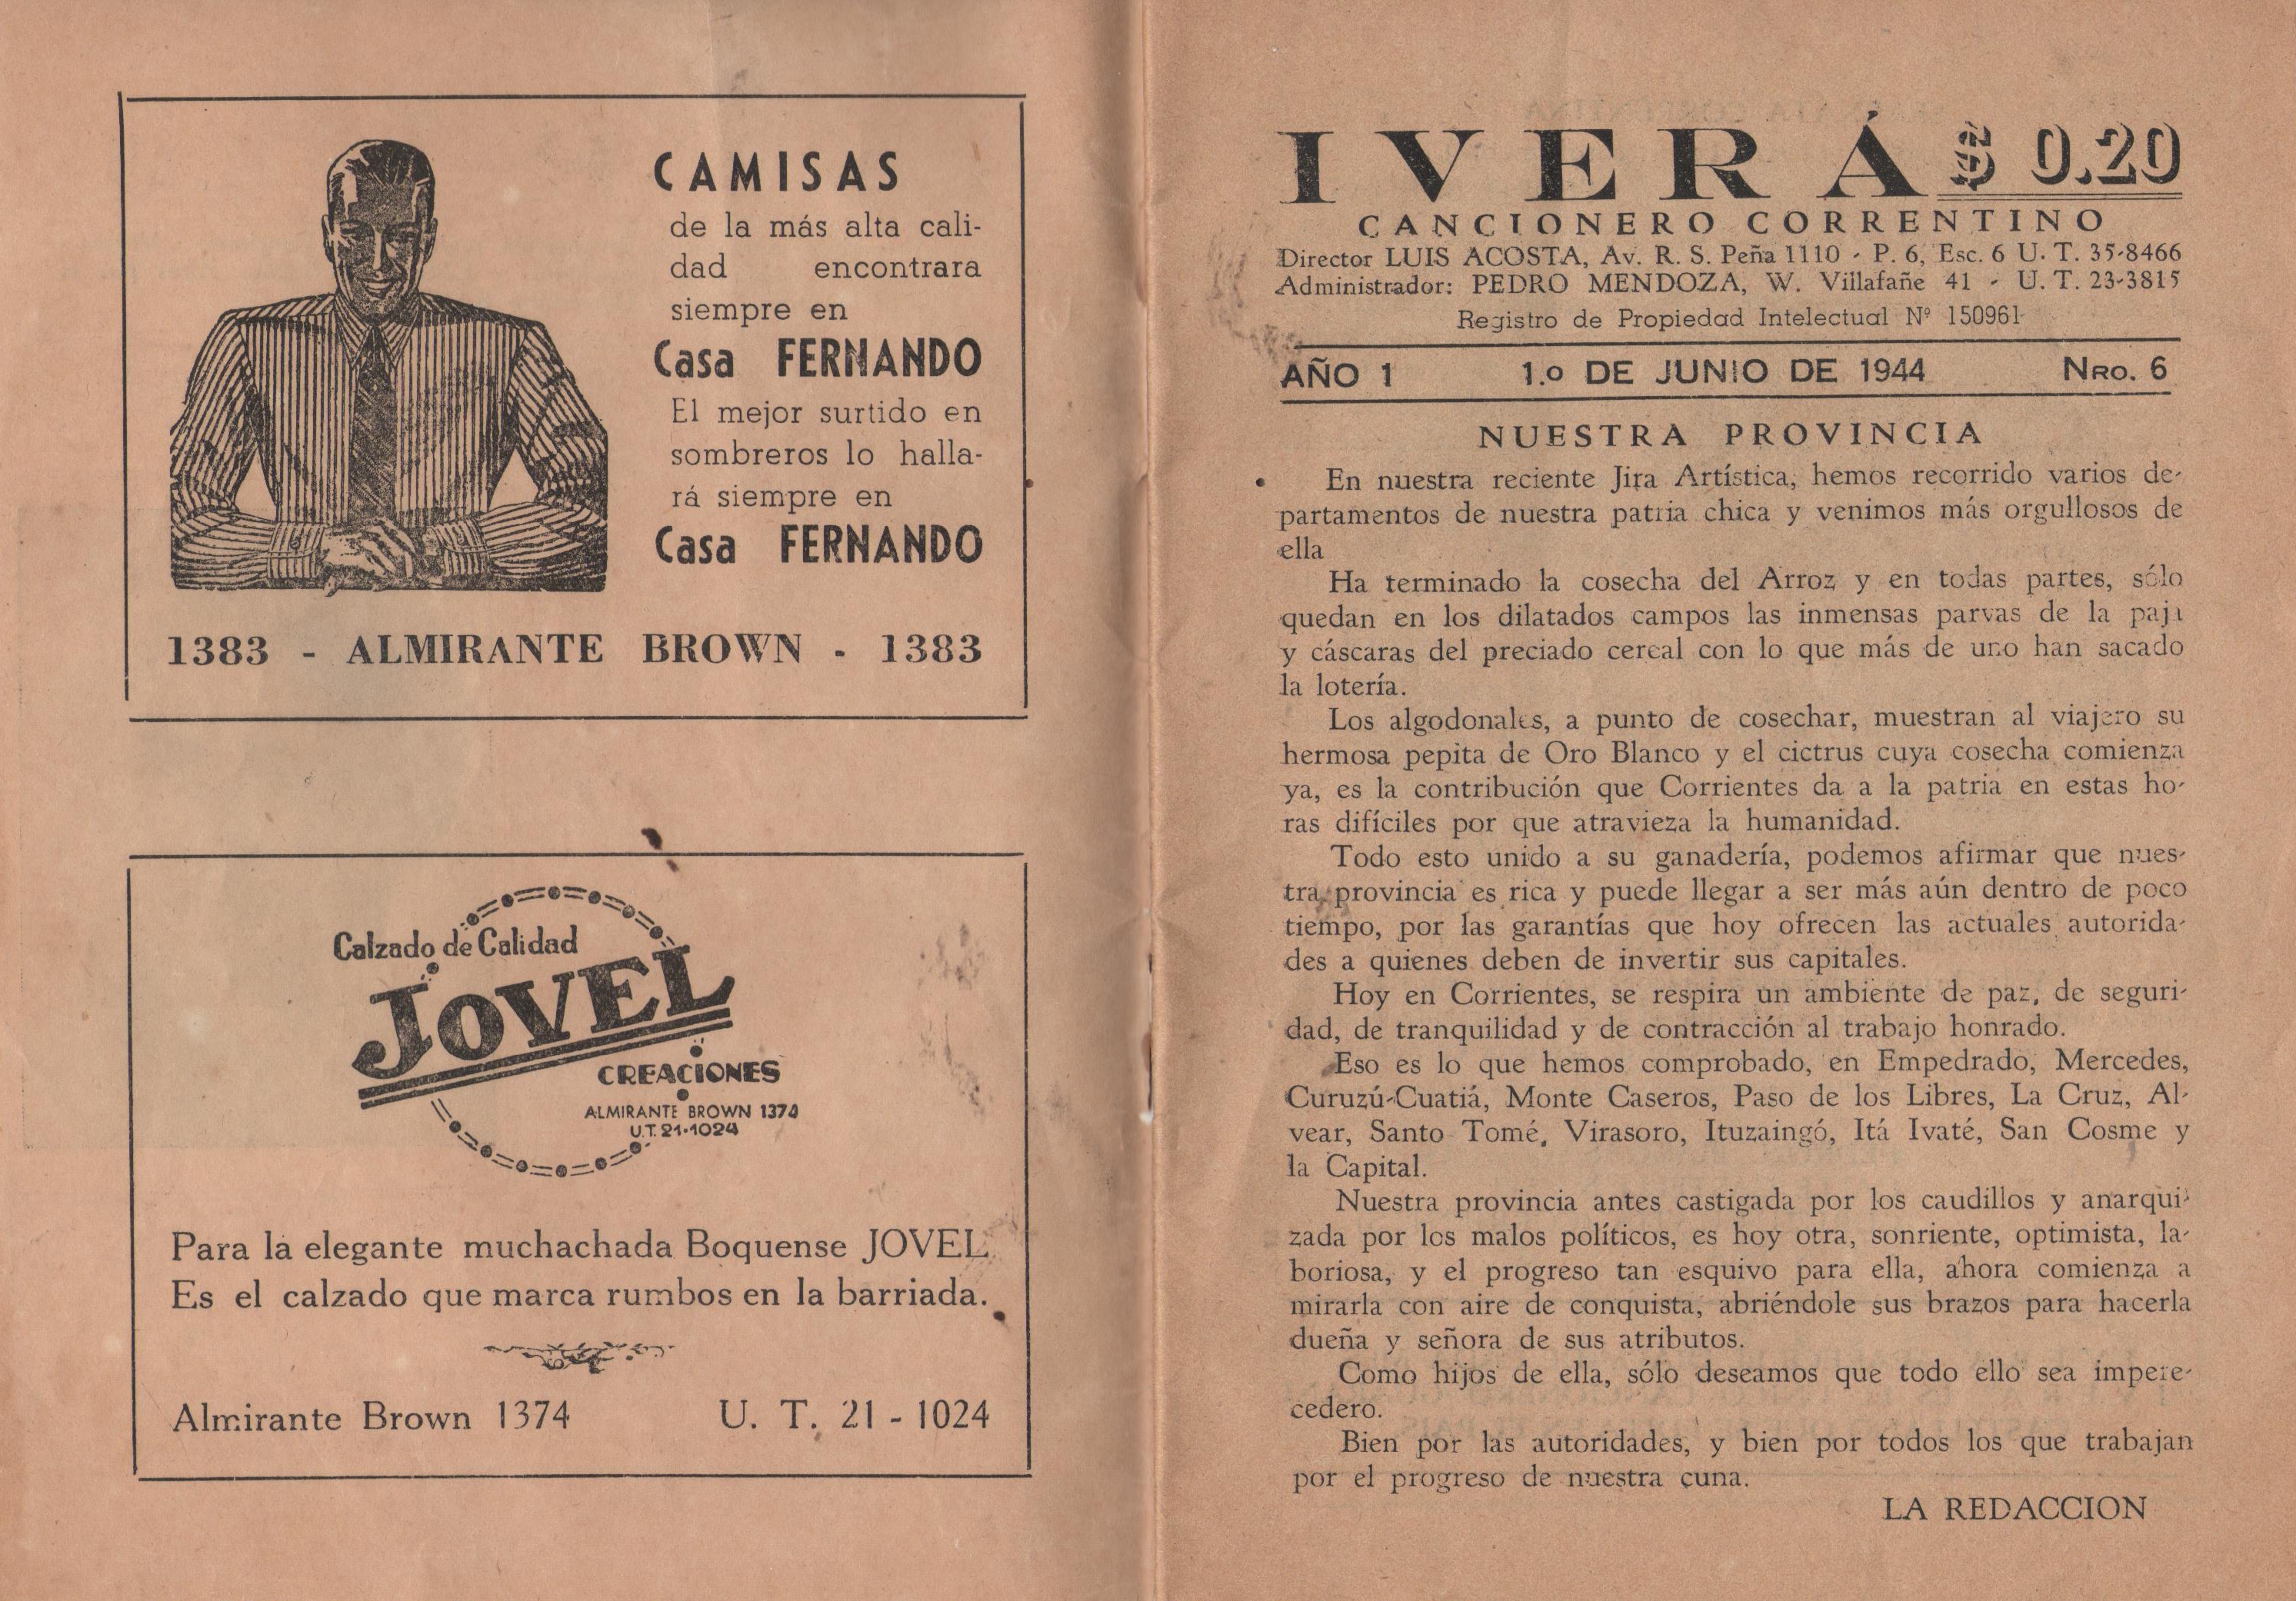 CAMISAS
de la más alta cali-
dad encontrara
siempre en
Casa FERNANDO
El mejor surtido en
sombreros lo halla-
rá siempre en
Casa FERNANDO
1383 - ALMIRANTE BROWN - 1383
Calzado de Calidad
JOVEL
CREACIONES
ALMIRANTE BROWN 1374
U.T. 21-1024
Para la elegante muchachada Boquense JOVEL
Es el calzado que marca rumbos en la barriada.
Almirante Brown 1374 U. T. 21 - 1024
IVERÁ $ 0.20
CANCIONERO CORRENTINO
Director LUIS ACOSTA, Av. R. S. Peña 1110 - P. 6, Esc. 6 U. T. 35-8466
Administrador: PEDRO MENDOZA, W. Villafañe 41 - U. T. 23-3815
Registro de Propiedad Intelectual Nº 150961
AÑO 1 1.º DE JUNIO DE 1944 Nro. 6
NUESTRA PROVINCIA
En nuestra reciente Jira Artística, hemos recorrido varios de-
partamentos de nuestra patria chica y venimos más orgullosos de
ella
Ha terminado la cosecha del Arroz y en todas partes, sólo
quedan en los dilatados campos las inmensas parvas de la paja
y cáscaras del preciado cereal con lo que más de uno han sacado
la lotería.
Los algodonales, a punto de cosechar, muestran al viajero su
hermosa pepita de Oro Blanco y el cictrus cuya cosecha comienza
ya, es la contribución que Corrientes da a la patria en estas ho-
ras difíciles por que atravieza la humanidad.
Todo esto unido a su ganadería, podemos afirmar que nues-
tra provincia es rica y puede llegar a ser más aún dentro de poco
tiempo, por las garantías que hoy ofrecen las actuales autorida-
des a quienes deben de invertir sus capitales.
Hoy en Corrientes, se respira un ambiente de paz, de seguri-
dad, de tranquilidad y de contracción al trabajo honrado.
Eso es lo que hemos comprobado, en Empedrado, Mercedes,
Curuzú-Cuatiá, Monte Caseros, Paso de los Libres, La Cruz, Al-
vear, Santo Tomé, Virasoro, Ituzaingó, Itá Ivaté, San Cosme y
la Capital.
Nuestra provincia antes castigada por los caudillos y anarqui-
zada por los malos políticos, es hoy otra, sonriente, optimista, la-
boriosa, y el progreso tan esquivo para ella, ahora comienza a
mirarla con aire de conquista, abriéndole sus brazos para hacerla
dueña y señora de sus atributos.
Como hijos de ella, sólo deseamos que todo ello sea impere-
cedero.
Bien por las autoridades, y bien por todos los que trabajan
por el progreso de nuestra cuna.
LA REDACCION